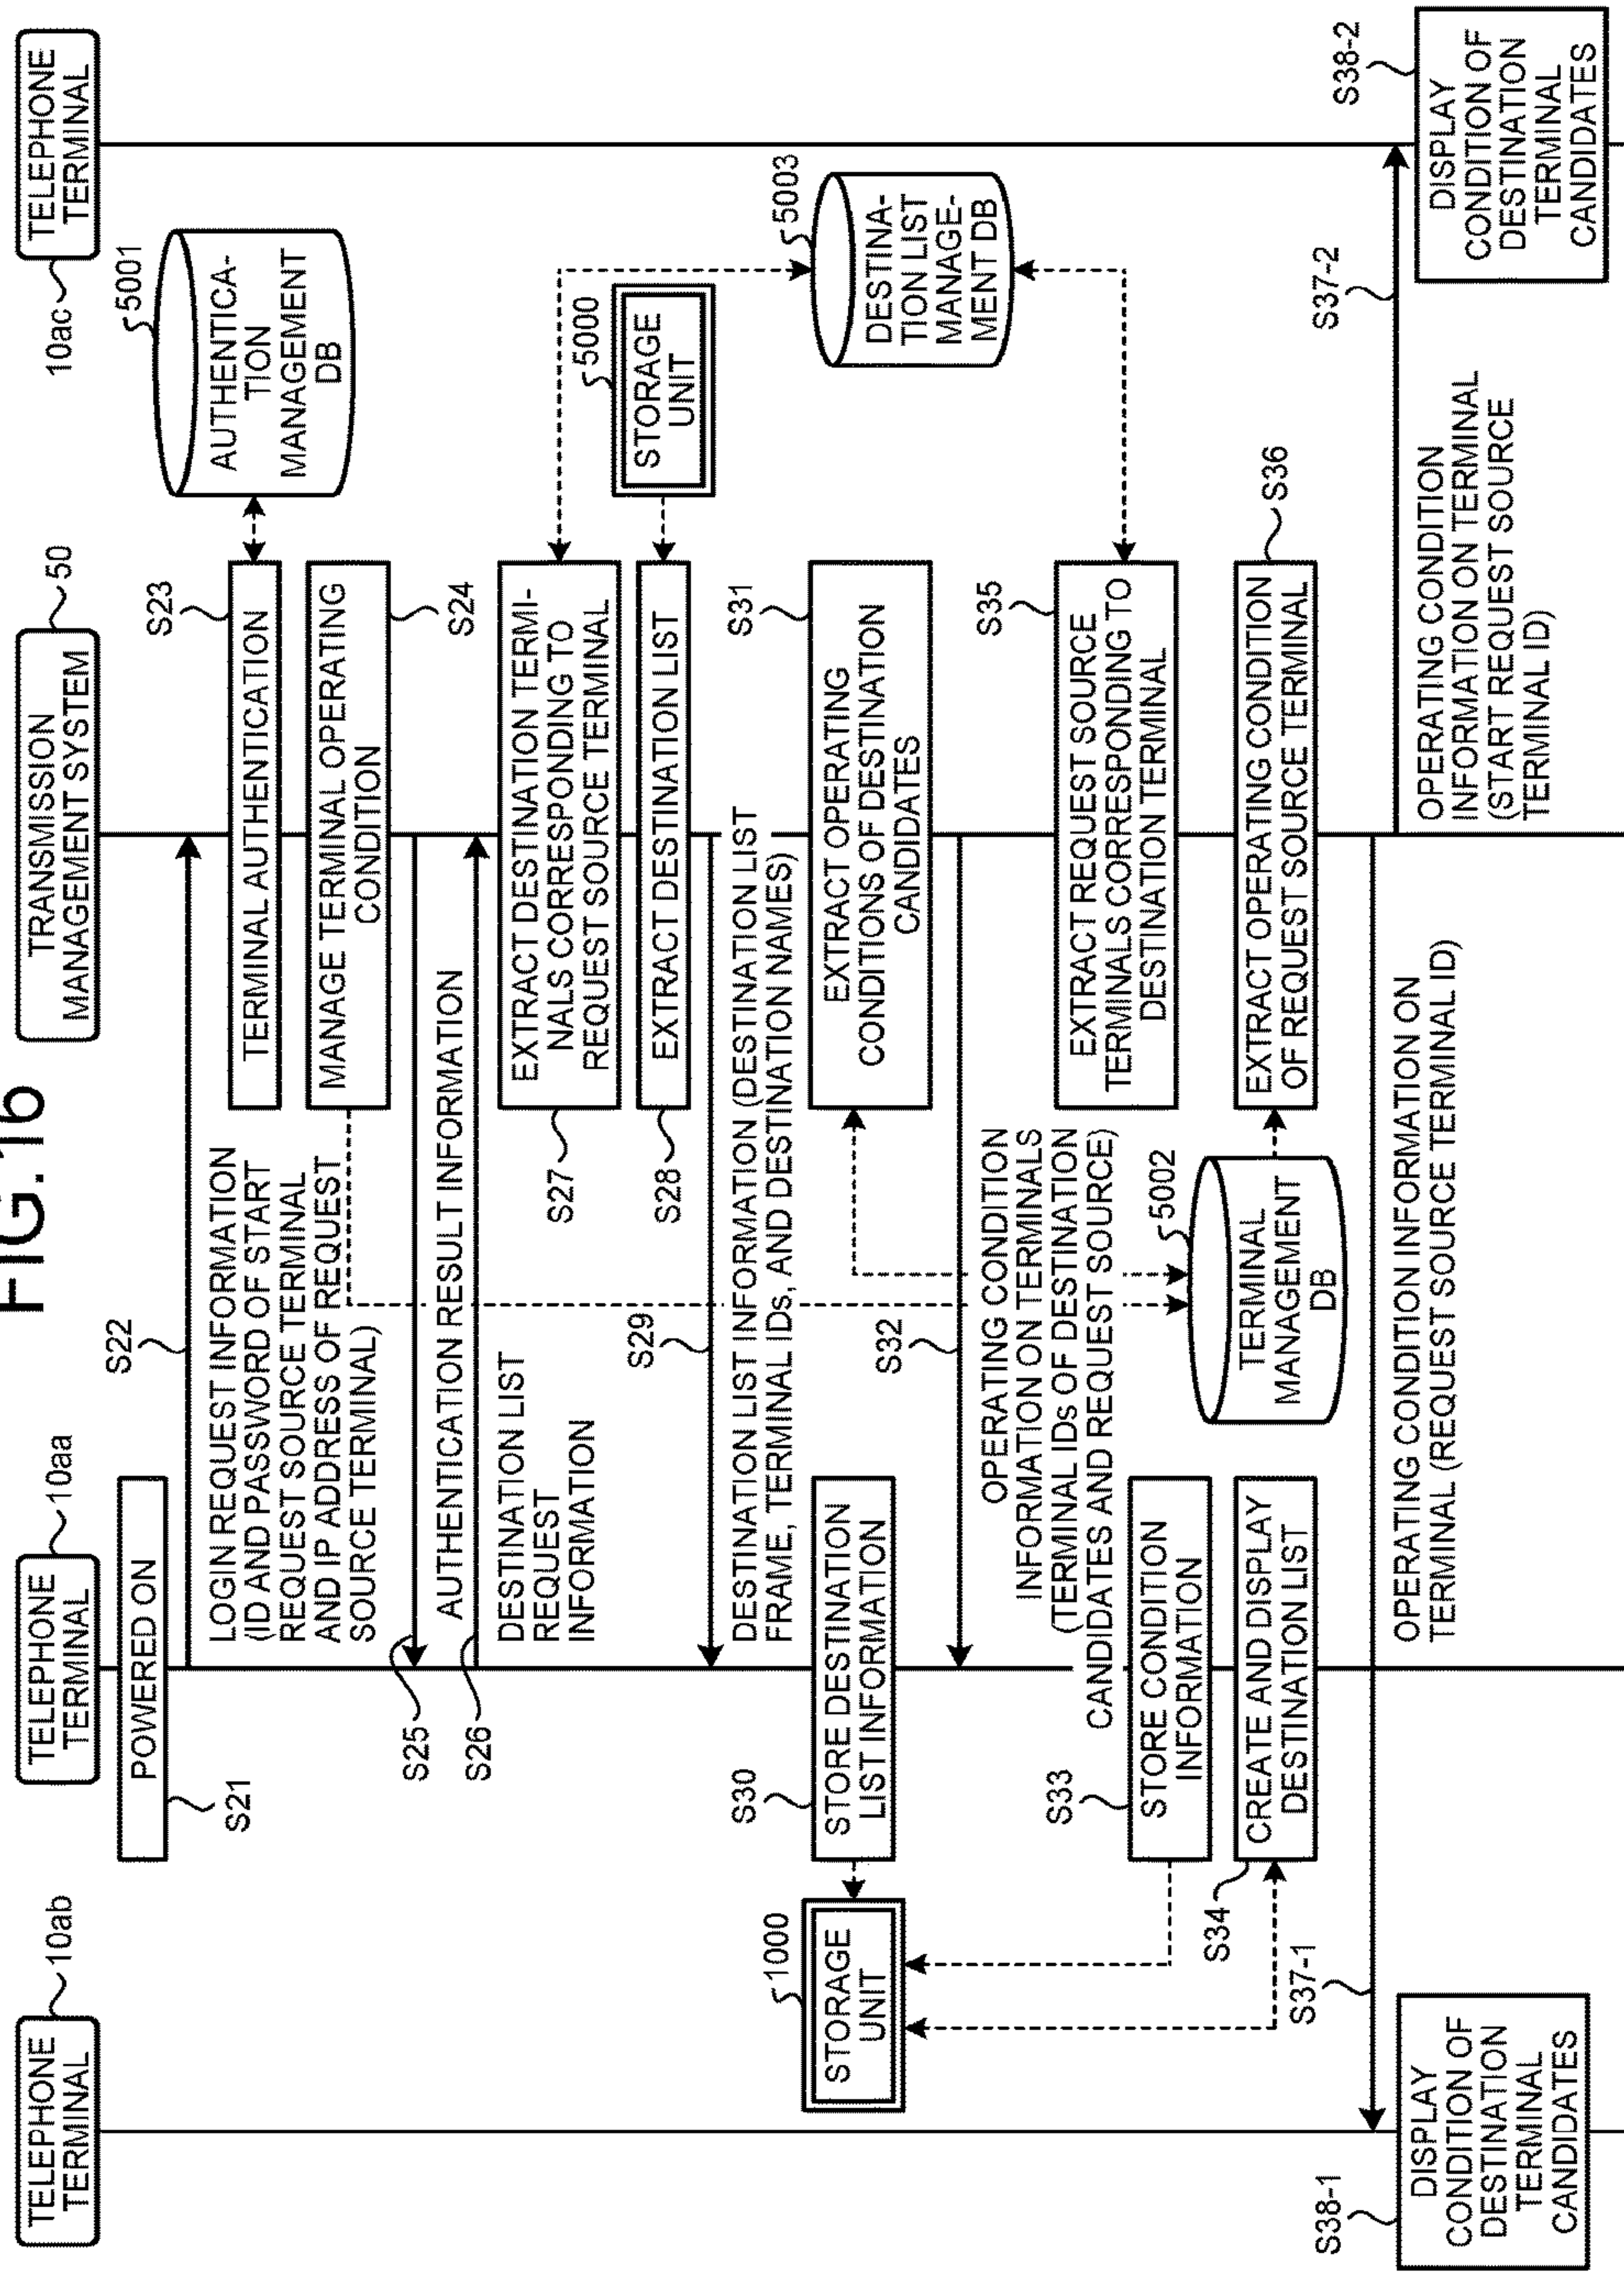 FIG.16
TELEPHONE
TERMINAL
10ab
TELEPHONE
TERMINAL
10aa
TRANSMISSION
MANAGEMENT SYSTEM
50
TELEPHONE
TERMINAL
10ac
POWERED ON
S21
S22
LOGIN REQUEST INFORMATION
(ID AND PASSWORD OF START
REQUEST SOURCE TERMINAL
AND IP ADDRESS OF REQUEST
SOURCE TERMINAL)
S23
TERMINAL AUTHENTICATION
5001
AUTHENTICA-
TION
MANAGEMENT
DB
MANAGE TERMINAL OPERATING
CONDITION
S24
S25
AUTHENTICATION RESULT INFORMATION
S26
DESTINATION LIST
REQUEST
INFORMATION
EXTRACT DESTINATION TERMI-
NALS CORRESPONDING TO
REQUEST SOURCE TERMINAL
S27
5000
STORAGE
UNIT
EXTRACT DESTINATION LIST
S28
S29
DESTINATION LIST INFORMATION (DESTINATION LIST
FRAME, TERMINAL IDs, AND DESTINATION NAMES)
5003
DESTINA-
TION LIST
MANAGE-
MENT DB
S30
STORE DESTINATION
LIST INFORMATION
1000
STORAGE
UNIT
S31
EXTRACT OPERATING
CONDITIONS OF DESTINATION
CANDIDATES
S32
OPERATING CONDITION
INFORMATION ON TERMINALS
(TERMINAL IDs OF DESTINATION
CANDIDATES AND REQUEST SOURCE)
S33
STORE CONDITION
INFORMATION
S34
CREATE AND DISPLAY
DESTINATION LIST
5002
TERMINAL
MANAGEMENT
DB
S35
EXTRACT REQUEST SOURCE
TERMINALS CORRESPONDING TO
DESTINATION TERMINAL
S36
EXTRACT OPERATING CONDITION
OF REQUEST SOURCE TERMINAL
S37-1
OPERATING CONDITION INFORMATION ON
TERMINAL (REQUEST SOURCE TERMINAL ID)
S37-2
OPERATING CONDITION
INFORMATION ON TERMINAL
(START REQUEST SOURCE
TERMINAL ID)
S38-1
DISPLAY
CONDITION OF
DESTINATION
TERMINAL
CANDIDATES
S38-2
DISPLAY
CONDITION OF
DESTINATION
TERMINAL
CANDIDATES